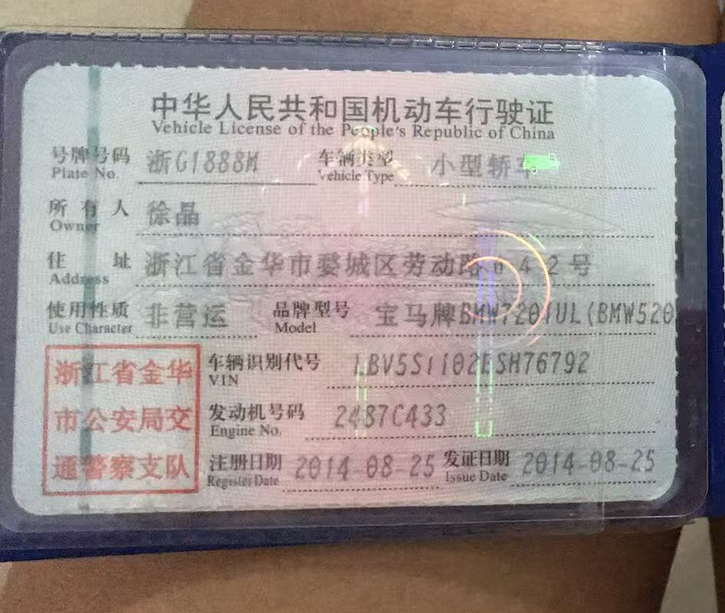 中华人民共和国机动车行驶证
Vehicle License of the People's Republic of China
号牌号码 浙G1888M 车辆类型 小型轿车
Plate No. Vehicle Type
所有人 徐晶
Owner
住址 浙江省金华市婺城区劳动路642号
Address
使用性质 非营运 品牌型号 宝马牌BMW7201UL(BMW520
Use Character Model
浙江省金华
市公安局交
通警察支队
车辆识别代号 LBV5S1102ESH76792
VIN
发动机号码 2487C433
Engine No.
注册日期 2014-08-25 发证日期 2014-08-25
Register Date Issue Date